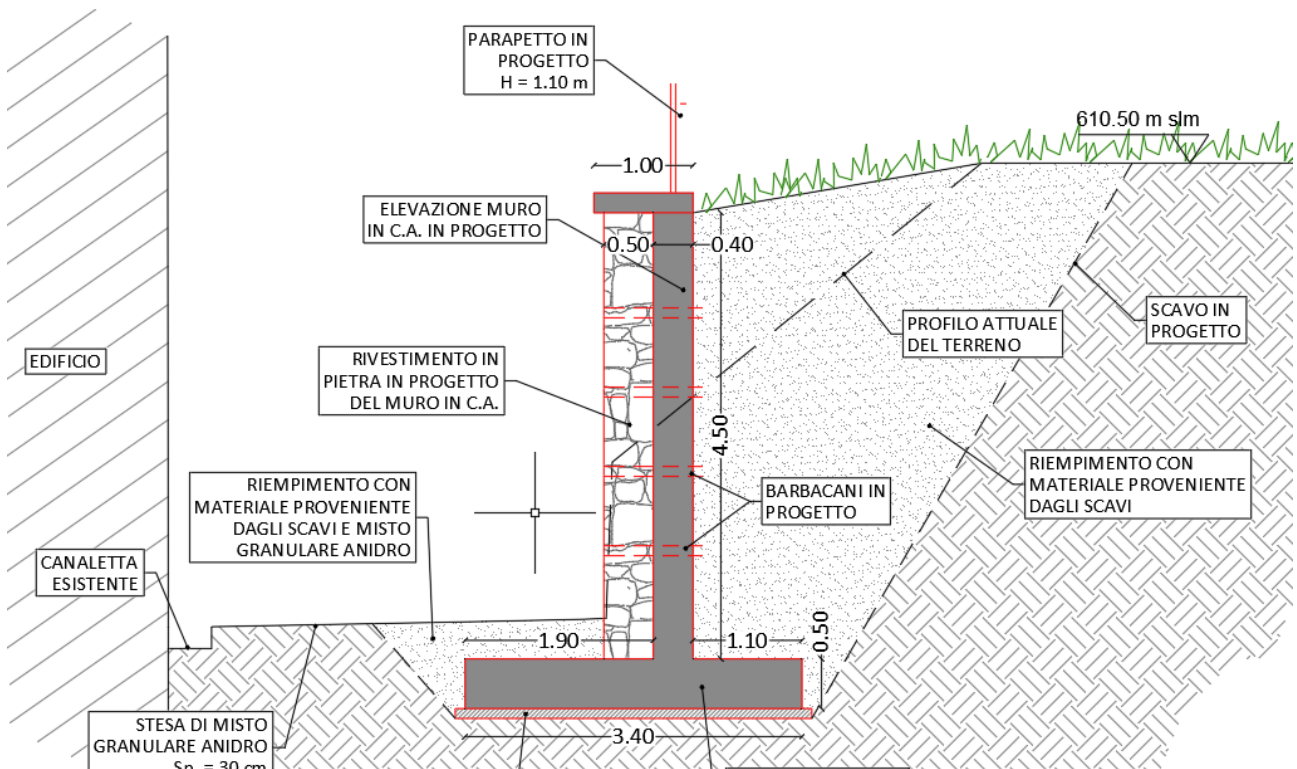 PARAPETTO IN
PROGETTO
H = 1.10 m
610.50 m slm
1.00
ELEVAZIONE MURO
IN C.A. IN PROGETTO
0.50
0.40
PROFILO ATTUALE
DEL TERRENO
SCAVO IN
PROGETTO
EDIFICIO
RIVESTIMENTO IN
PIETRA IN PROGETTO
DEL MURO IN C.A.
4.50
RIEMPIMENTO CON
MATERIALE PROVENIENTE
DAGLI SCAVI
RIEMPIMENTO CON
MATERIALE PROVENIENTE
DAGLI SCAVI E MISTO
GRANULARE ANIDRO
BARBACANI IN
PROGETTO
CANALETTA
ESISTENTE
1.90
1.10
0.50
STESA DI MISTO
GRANULARE ANIDRO
Sp. = 30 cm
3.40